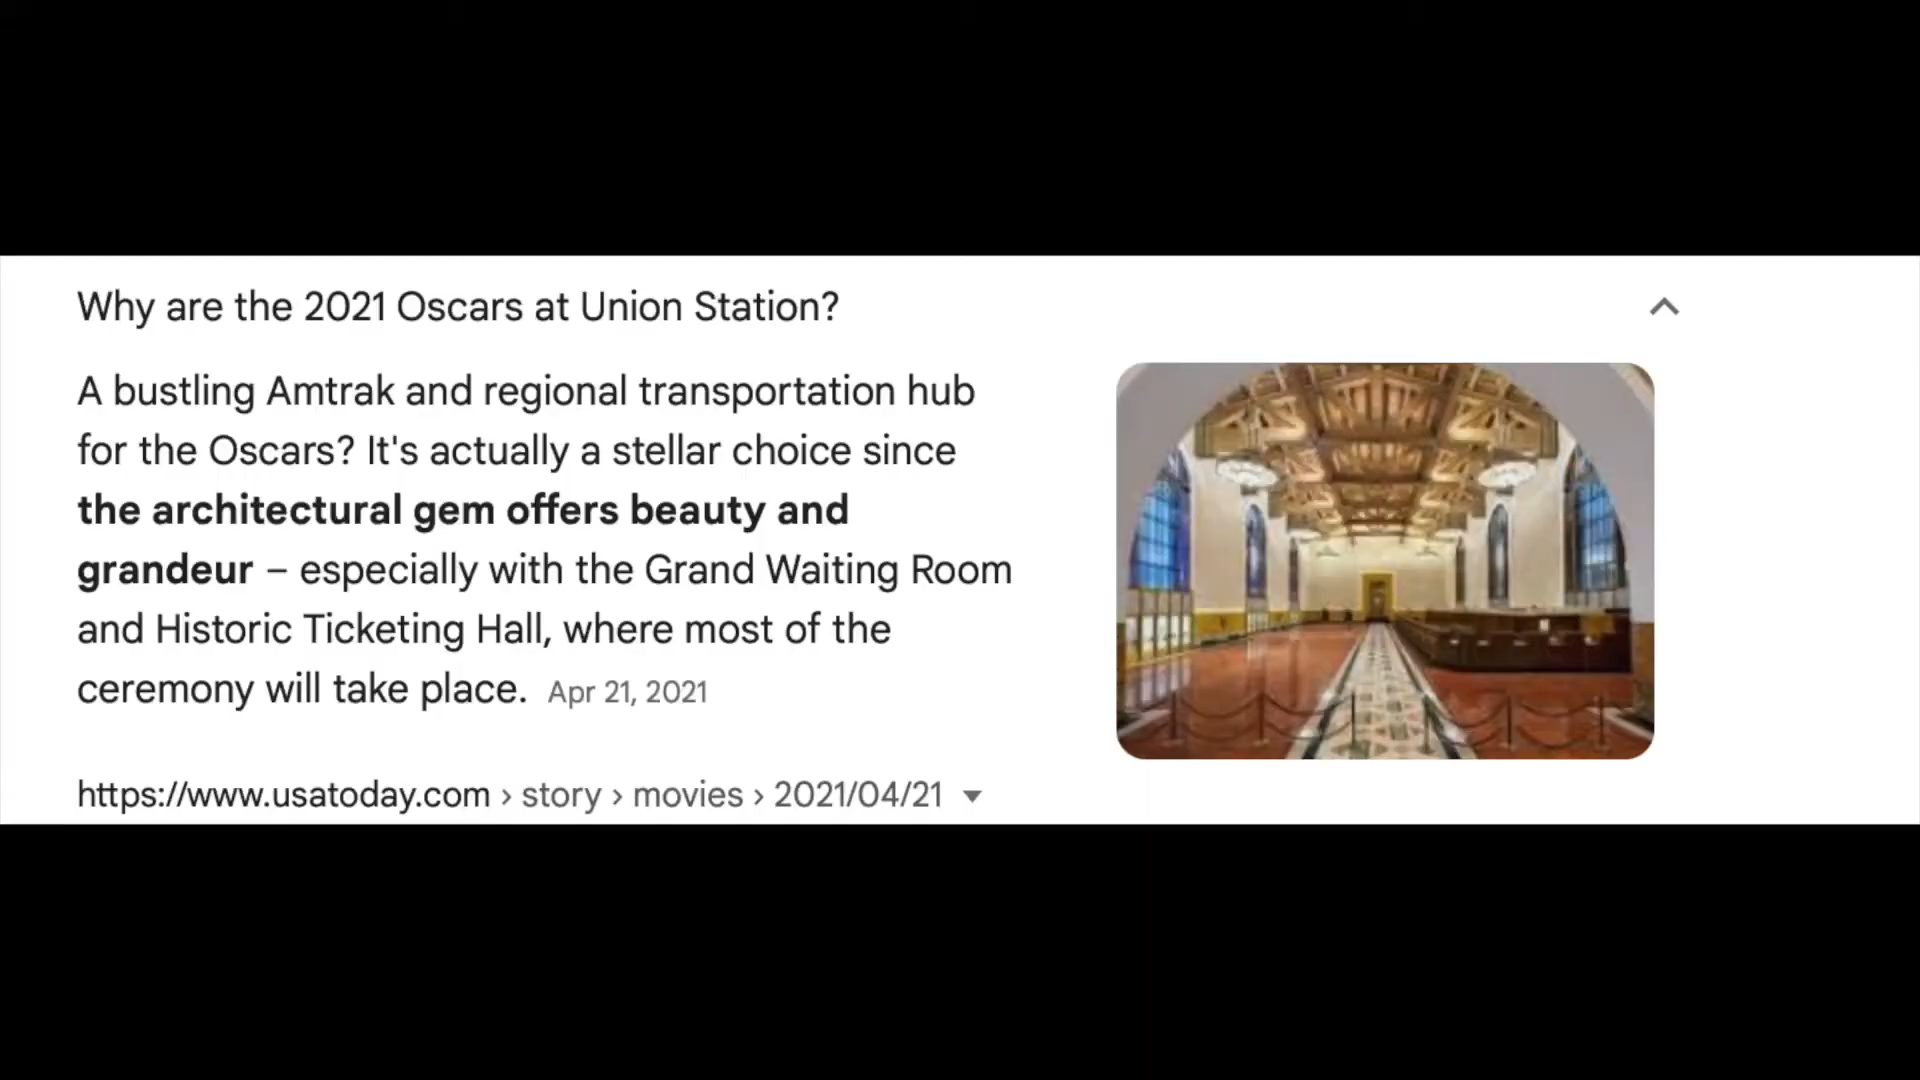 Why are the 2021 Oscars at Union Station?
A bustling Amtrak and regional transportation hub
for the Oscars? It's actually a stellar choice since
the architectural gem offers beauty and
grandeur – especially with the Grand Waiting Room
and Historic Ticketing Hall, where most of the
ceremony will take place. Apr 21, 2021
https://www.usatoday.com › story › movies › 2021/04/21